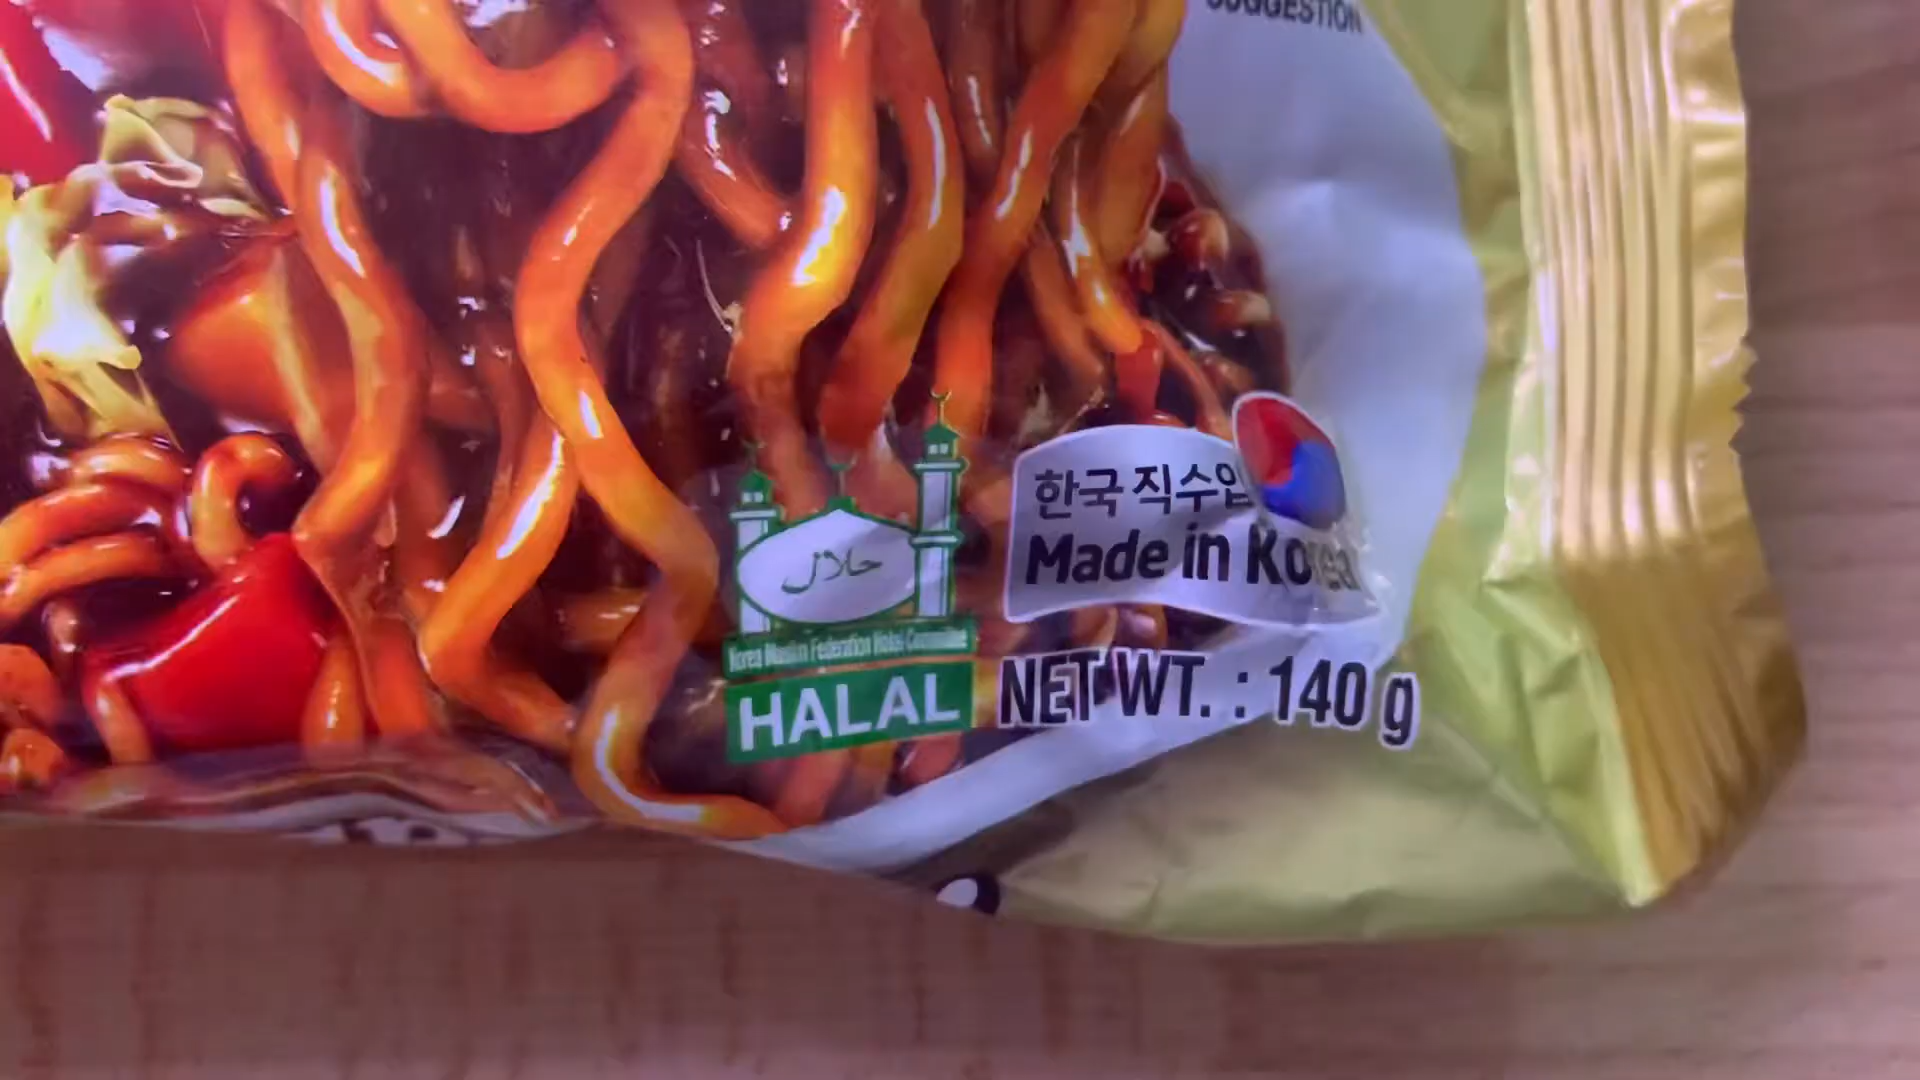 SUGGESTION
حلال
Korea Muslim Federation Halal Committee
HALAL
한국 직수입
Made in Korea
NET WT. : 140 g